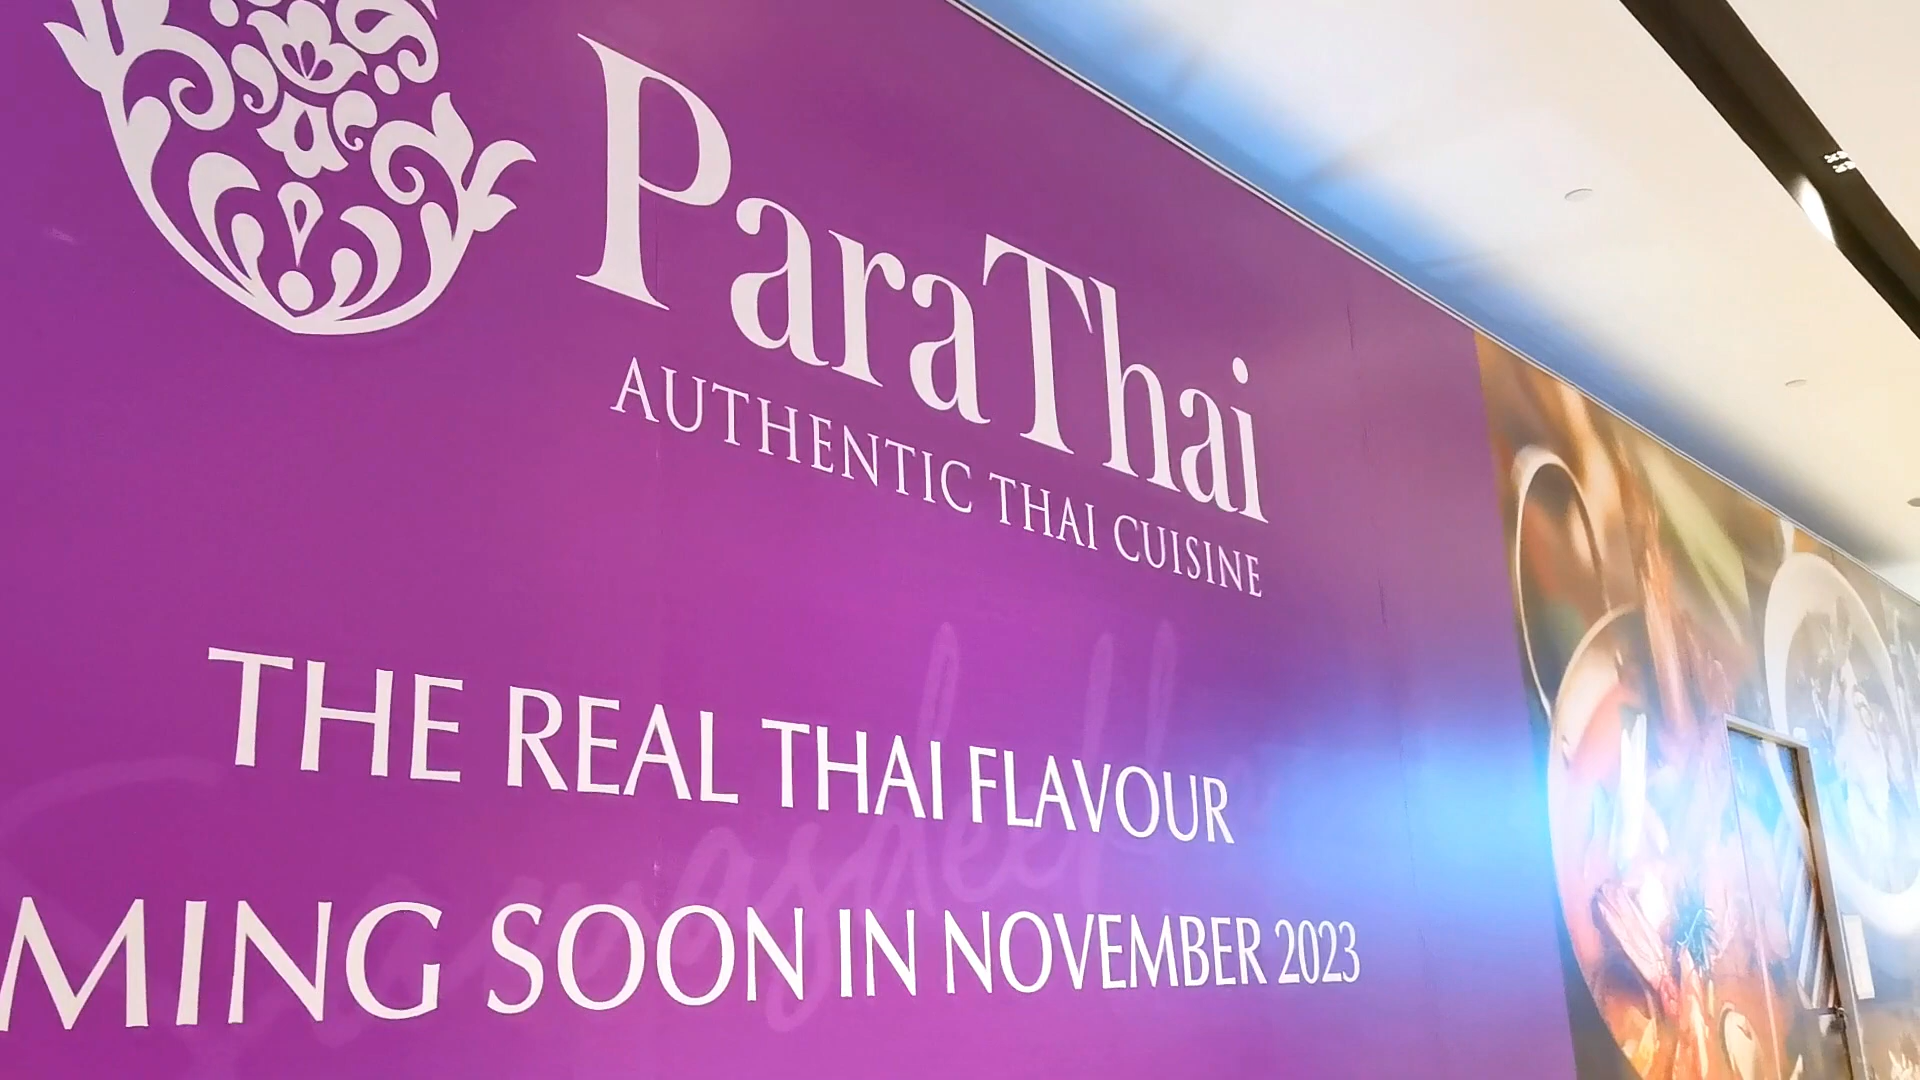 ParaThai
AUTHENTIC THAI CUISINE
THE REAL THAI FLAVOUR
MING SOON IN NOVEMBER 2023